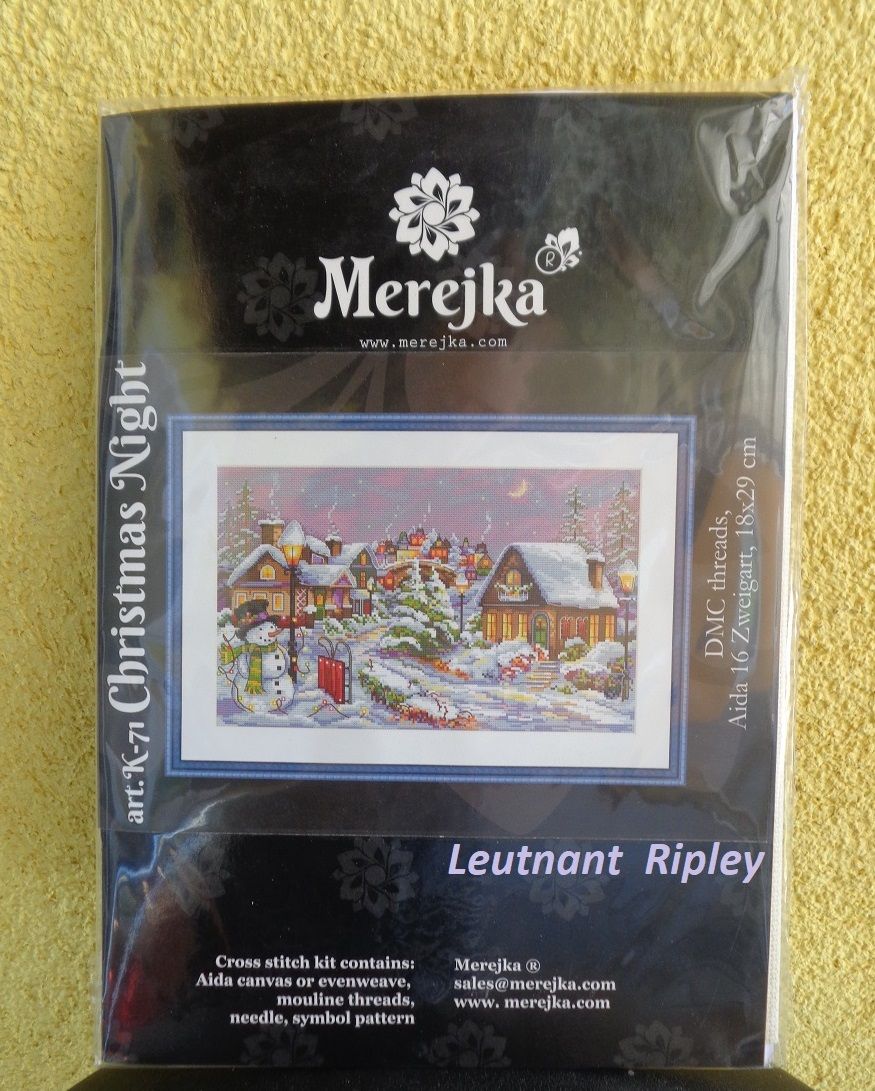 Merejka ®
www.merejka.com
art.K-71 Christmas Night
DMC threads,
Aida 16 Zweigart, 18x29 cm
Leutnant Ripley
Cross stitch kit contains:
Aida canvas or evenweave,
mouline threads,
needle, symbol pattern
Merejka ®
sales@merejka.com
www. merejka.com